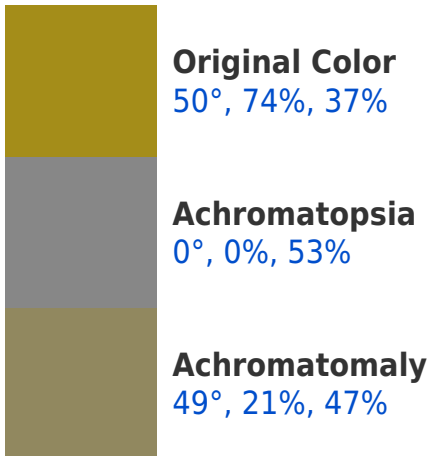 Original Color
50°, 74%, 37%
Achromatopsia
0°, 0%, 53%
Achromatomaly
49°, 21%, 47%